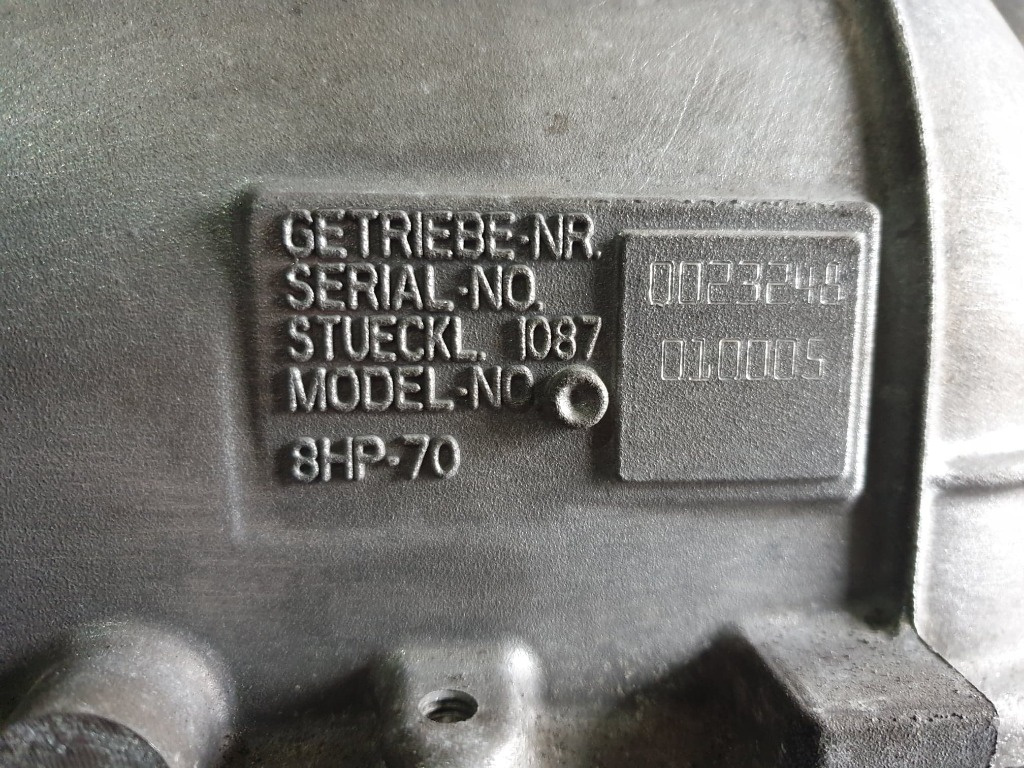 GETRIEBE-NR.
SERIAL-NO. 0023248
STUECKL. 1087 010005
MODEL-NO
8HP-70